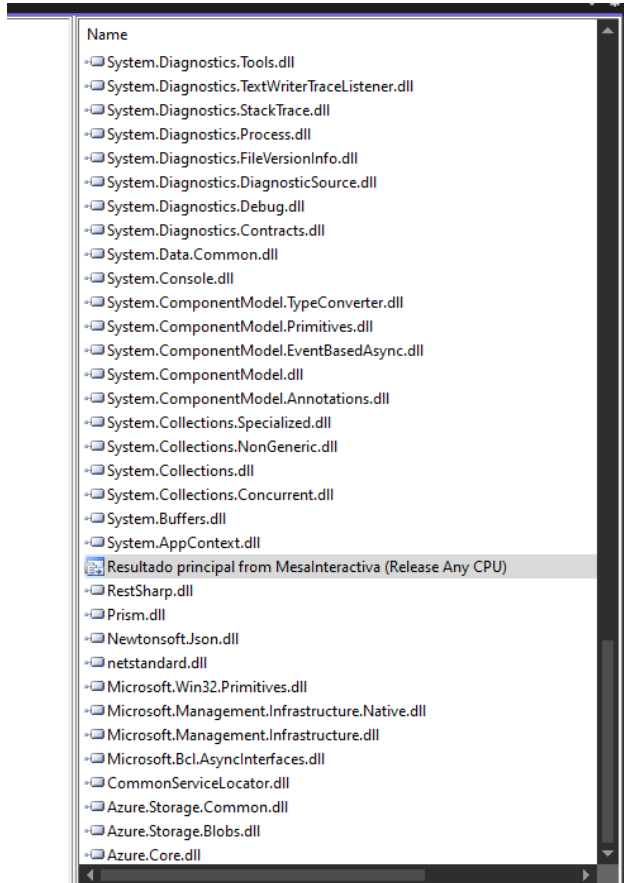 Name
System.Diagnostics.Tools.dll
System.Diagnostics.TextWriterTraceListener.dll
System.Diagnostics.StackTrace.dll
System.Diagnostics.Process.dll
System.Diagnostics.FileVersionInfo.dll
System.Diagnostics.DiagnosticSource.dll
System.Diagnostics.Debug.dll
System.Diagnostics.Contracts.dll
System.Data.Common.dll
System.Console.dll
System.ComponentModel.TypeConverter.dll
System.ComponentModel.Primitives.dll
System.ComponentModel.EventBasedAsync.dll
System.ComponentModel.dll
System.ComponentModel.Annotations.dll
System.Collections.Specialized.dll
System.Collections.NonGeneric.dll
System.Collections.dll
System.Collections.Concurrent.dll
System.Buffers.dll
System.AppContext.dll
Resultado principal from MesaInteractiva (Release Any CPU)
RestSharp.dll
Prism.dll
Newtonsoft.Json.dll
netstandard.dll
Microsoft.Win32.Primitives.dll
Microsoft.Management.Infrastructure.Native.dll
Microsoft.Management.Infrastructure.dll
Microsoft.Bcl.AsyncInterfaces.dll
CommonServiceLocator.dll
Azure.Storage.Common.dll
Azure.Storage.Blobs.dll
Azure.Core.dll